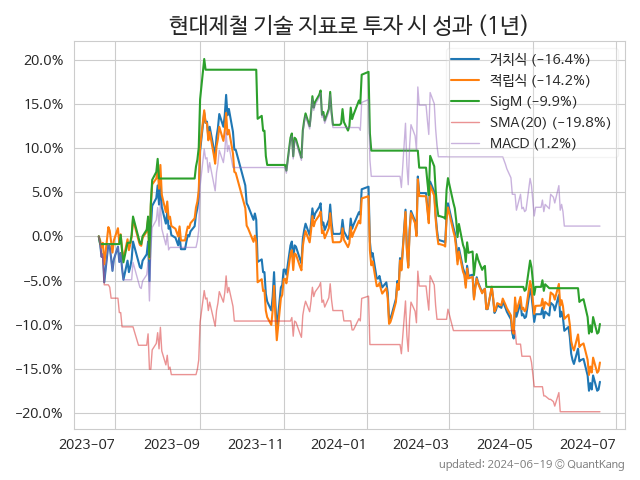 현대제철 기술 지표로 투자 시 성과 (1년)
20.0%
15.0%
10.0%
5.0%
0.0%
−5.0%
−10.0%
−15.0%
−20.0%
거치식 (−16.4%)
적립식 (−14.2%)
SigM (−9.9%)
SMA(20) (−19.8%)
MACD (1.2%)
2023-07 2023-09 2023-11 2024-01 2024-03 2024-05 2024-07
updated: 2024-06-19 © QuantKang